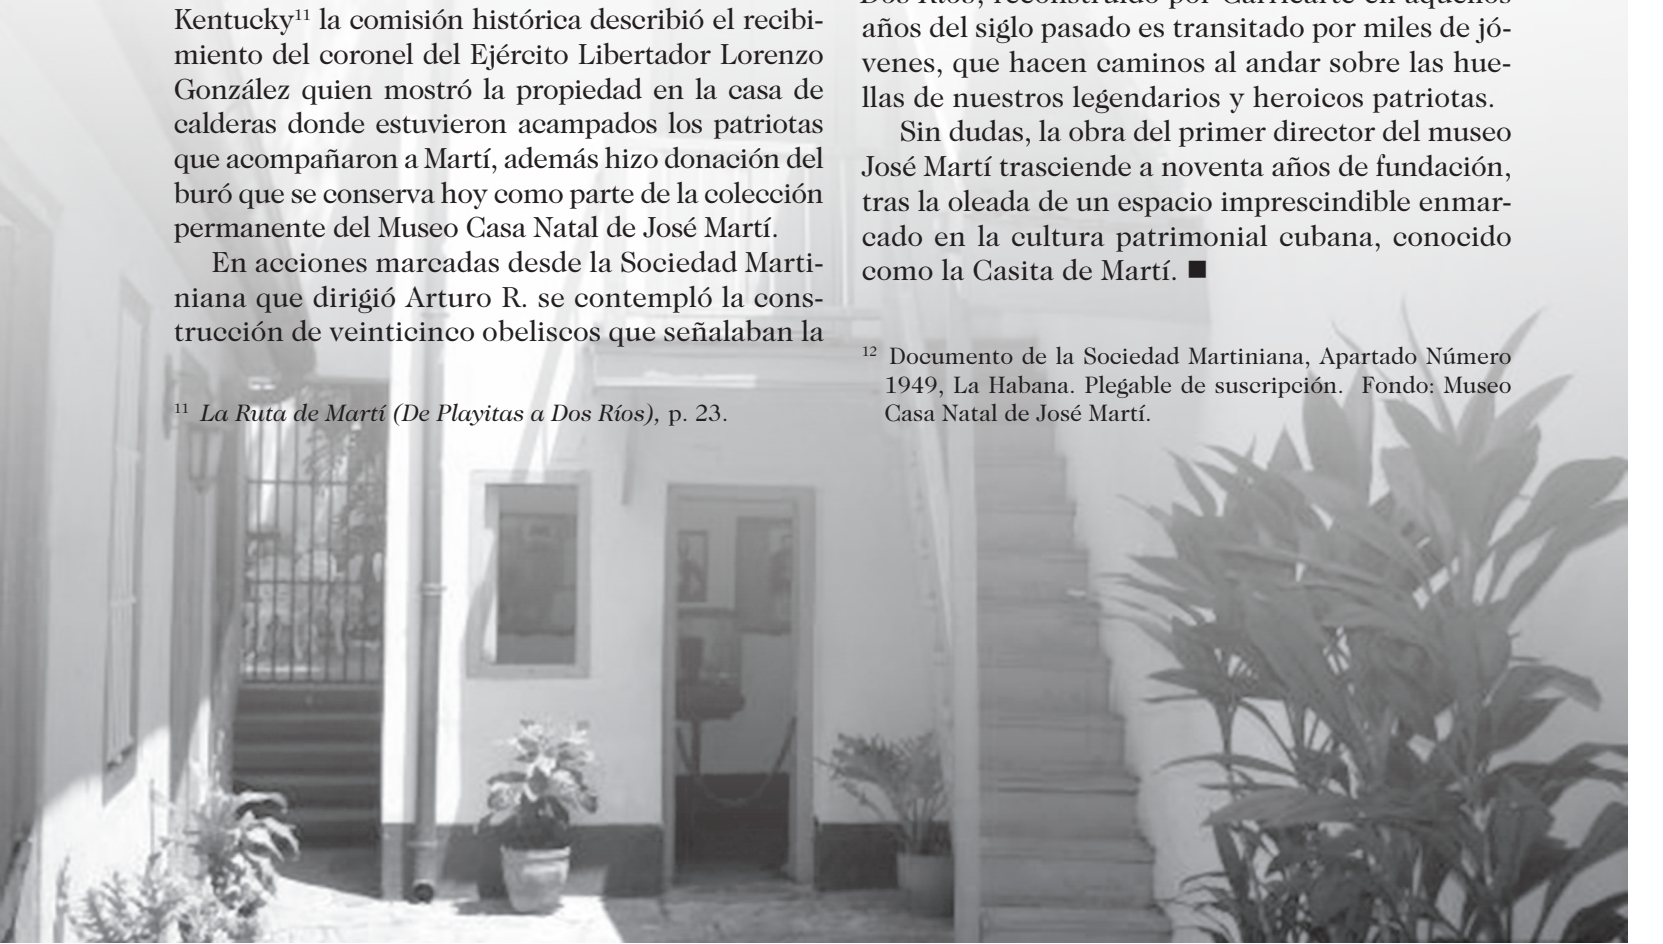 Kentucky¹¹ la comisión histórica describió el recibi-
miento del coronel del Ejército Libertador Lorenzo
González quien mostró la propiedad en la casa de
calderas donde estuvieron acampados los patriotas
que acompañaron a Martí, además hizo donación del
buró que se conserva hoy como parte de la colección
permanente del Museo Casa Natal de José Martí.
En acciones marcadas desde la Sociedad Marti-
niana que dirigió Arturo R. se contempló la cons-
trucción de veinticinco obeliscos que señalaban la
¹¹ La Ruta de Martí (De Playitas a Dos Ríos), p. 23.
Dos Ríos, reconstruido por Carricarte en aquellos
años del siglo pasado es transitado por miles de jó-
venes, que hacen caminos al andar sobre las hue-
llas de nuestros legendarios y heroicos patriotas.
Sin dudas, la obra del primer director del museo
José Martí trasciende a noventa años de fundación,
tras la oleada de un espacio imprescindible enmar-
cado en la cultura patrimonial cubana, conocido
como la Casita de Martí. ■
¹² Documento de la Sociedad Martiniana, Apartado Número
1949, La Habana. Plegable de suscripción. Fondo: Museo
Casa Natal de José Martí.